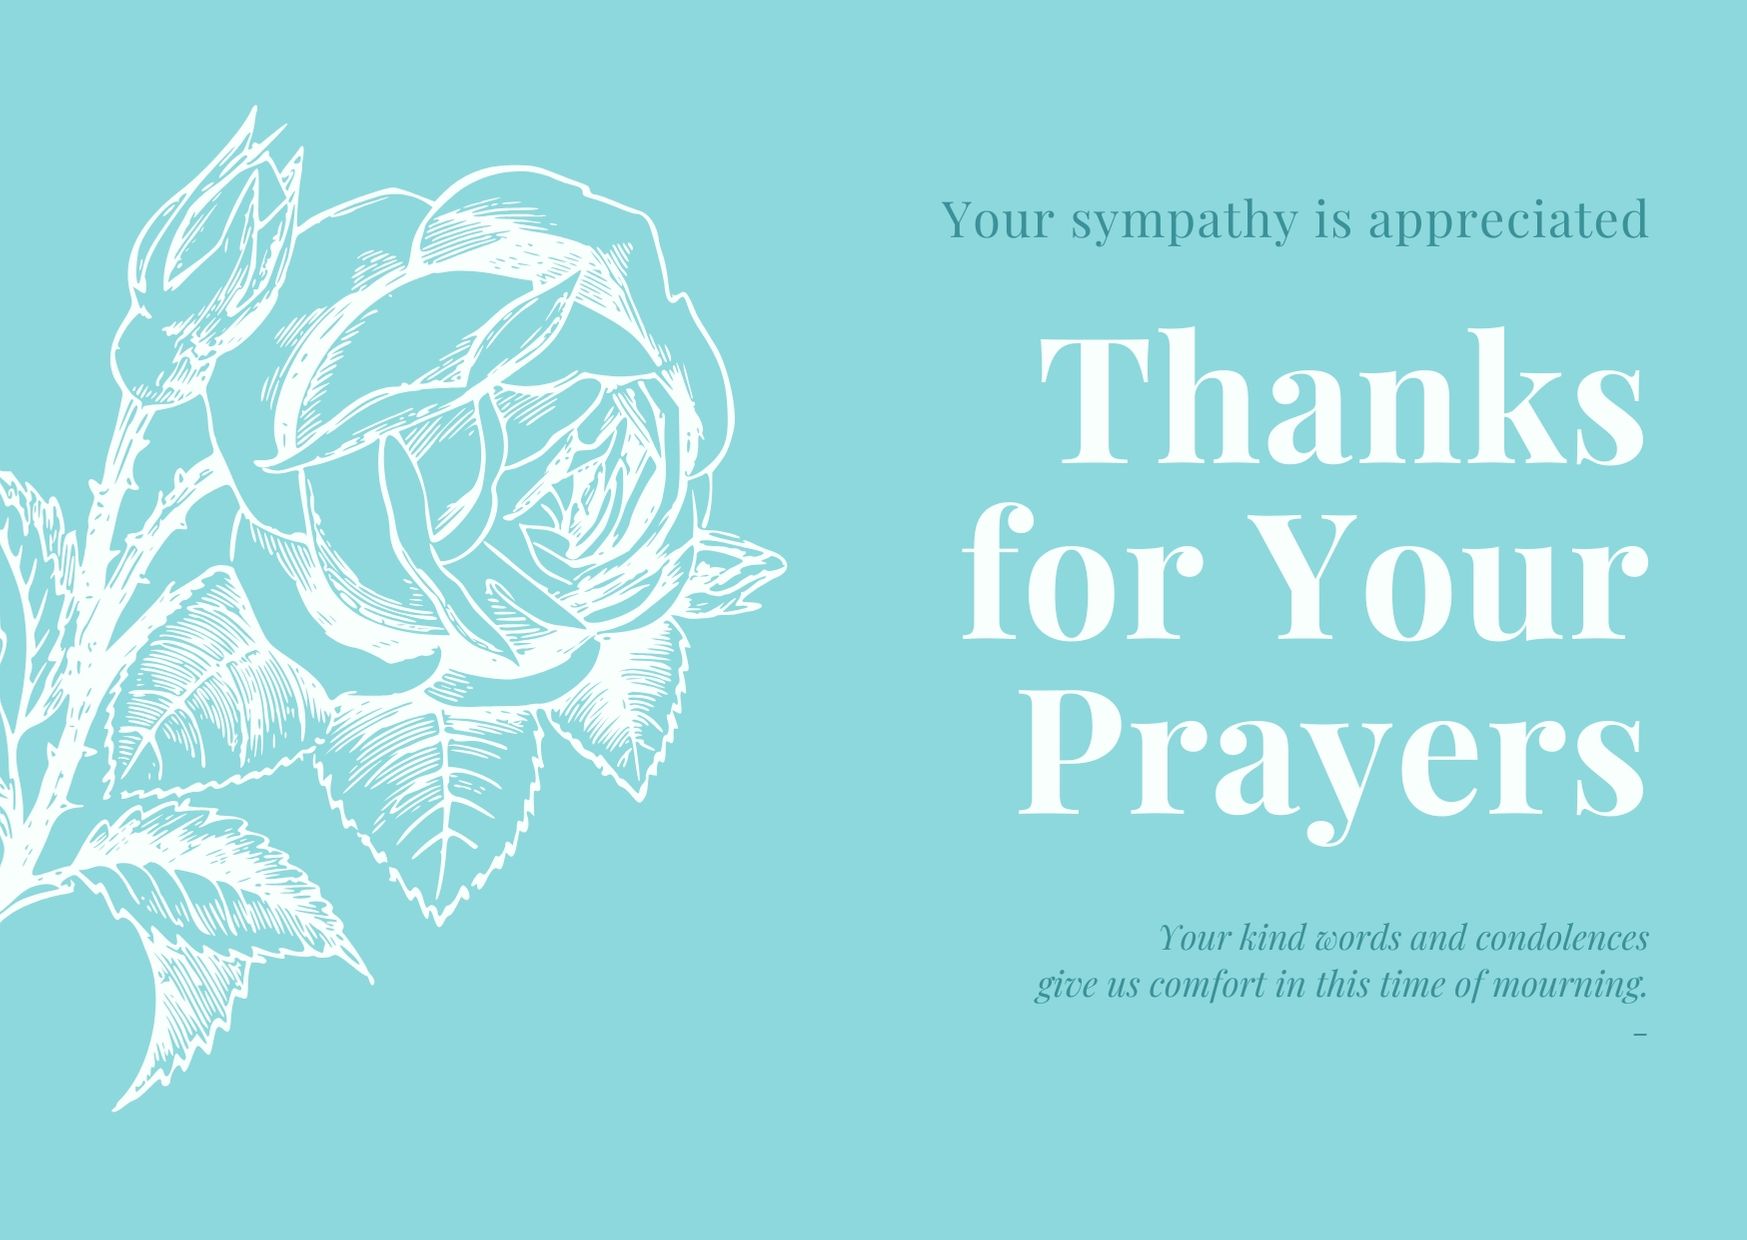 Your sympathy is appreciated
Thanks
for Your
Prayers
Your kind words and condolences
give us comfort in this time of mourning.
–